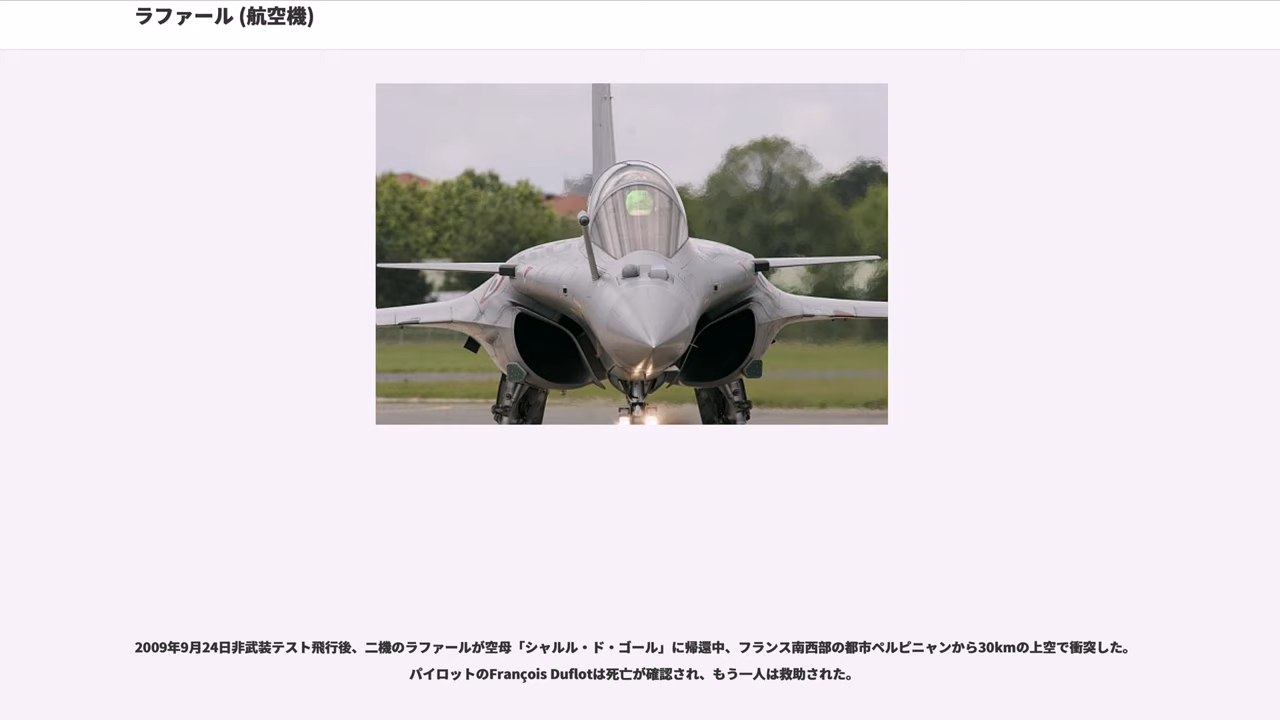 ラファール (航空機)
2009年9月24日非武装テスト飛行後、二機のラファールが空母「シャルル・ド・ゴール」に帰還中、フランス南西部の都市ペルピニャンから30kmの上空で衝突した。
パイロットのFrançois Duflotは死亡が確認され、もう一人は救助された。